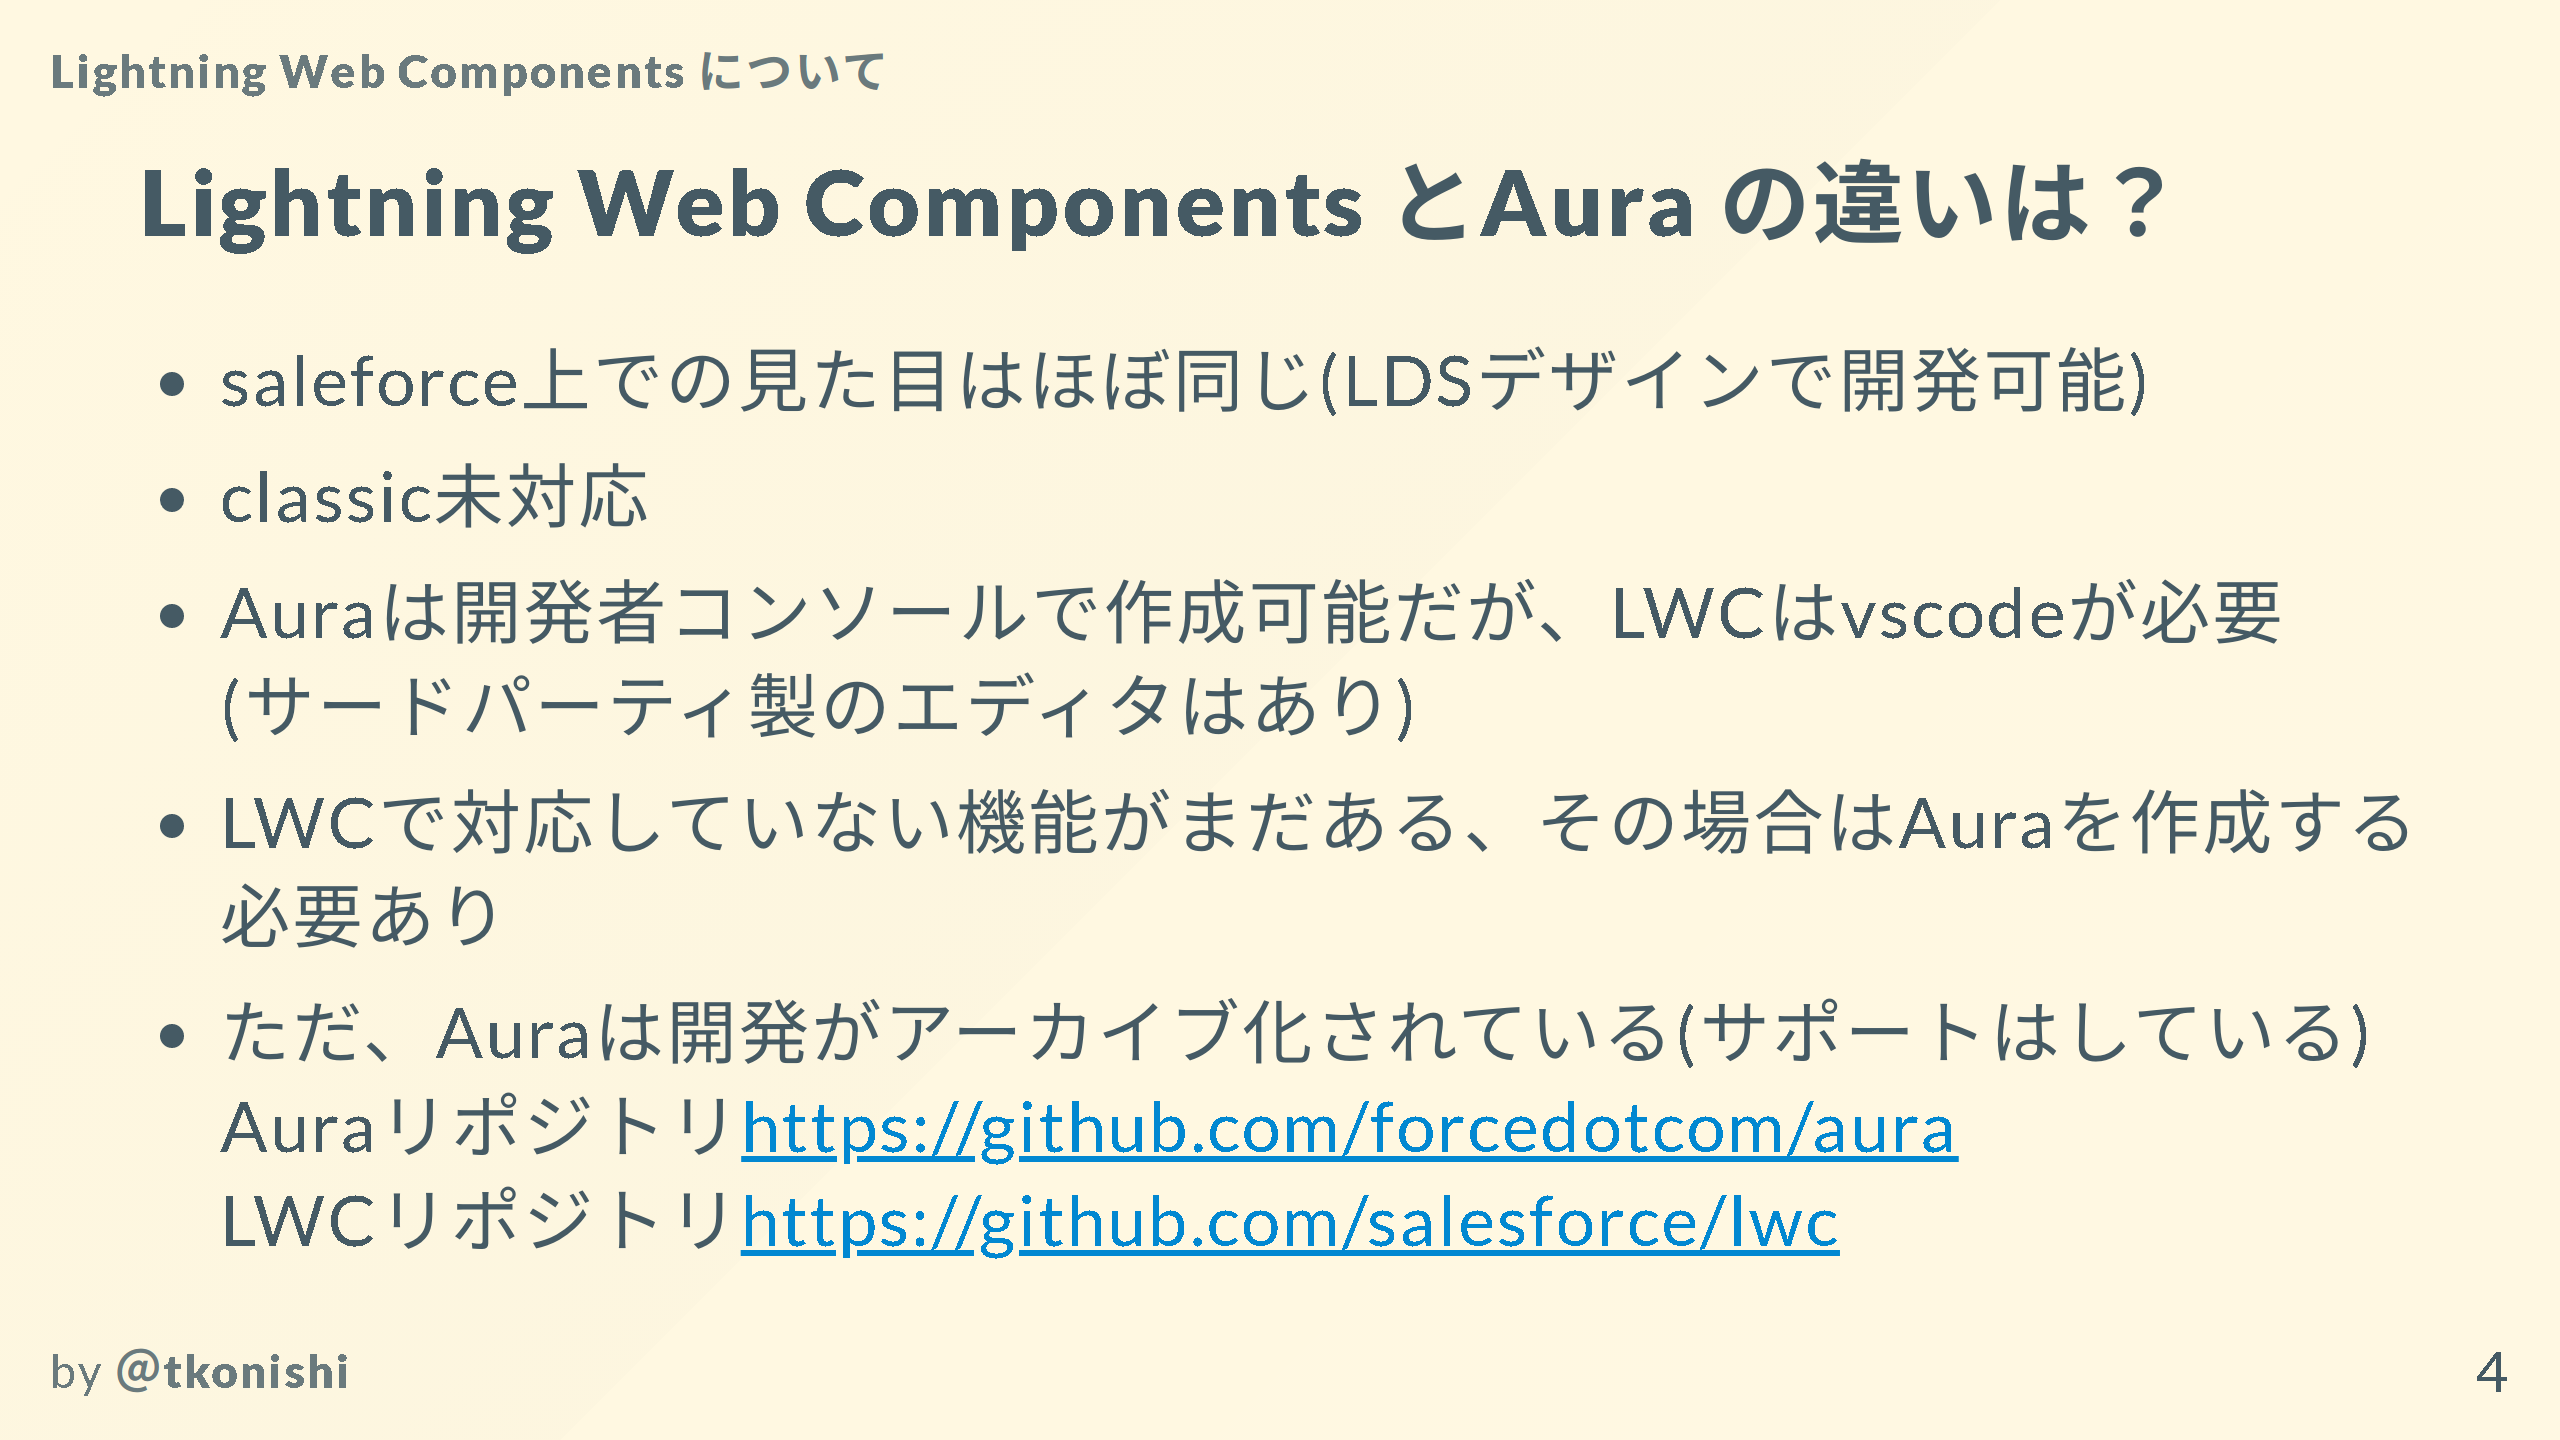 Lightning Web Components について
Lightning Web Components とAura の違いは？
saleforce上での見た目はほぼ同じ(LDSデザインで開発可能)
classic未対応
Auraは開発者コンソールで作成可能だが、LWCはvscodeが必要
(サードパーティ製のエディタはあり)
LWCで対応していない機能がまだある、その場合はAuraを作成する
必要あり
ただ、Auraは開発がアーカイブ化されている(サポートはしている)
Auraリポジトリhttps://github.com/forcedotcom/aura
LWCリポジトリhttps://github.com/salesforce/lwc
by @tkonishi
4